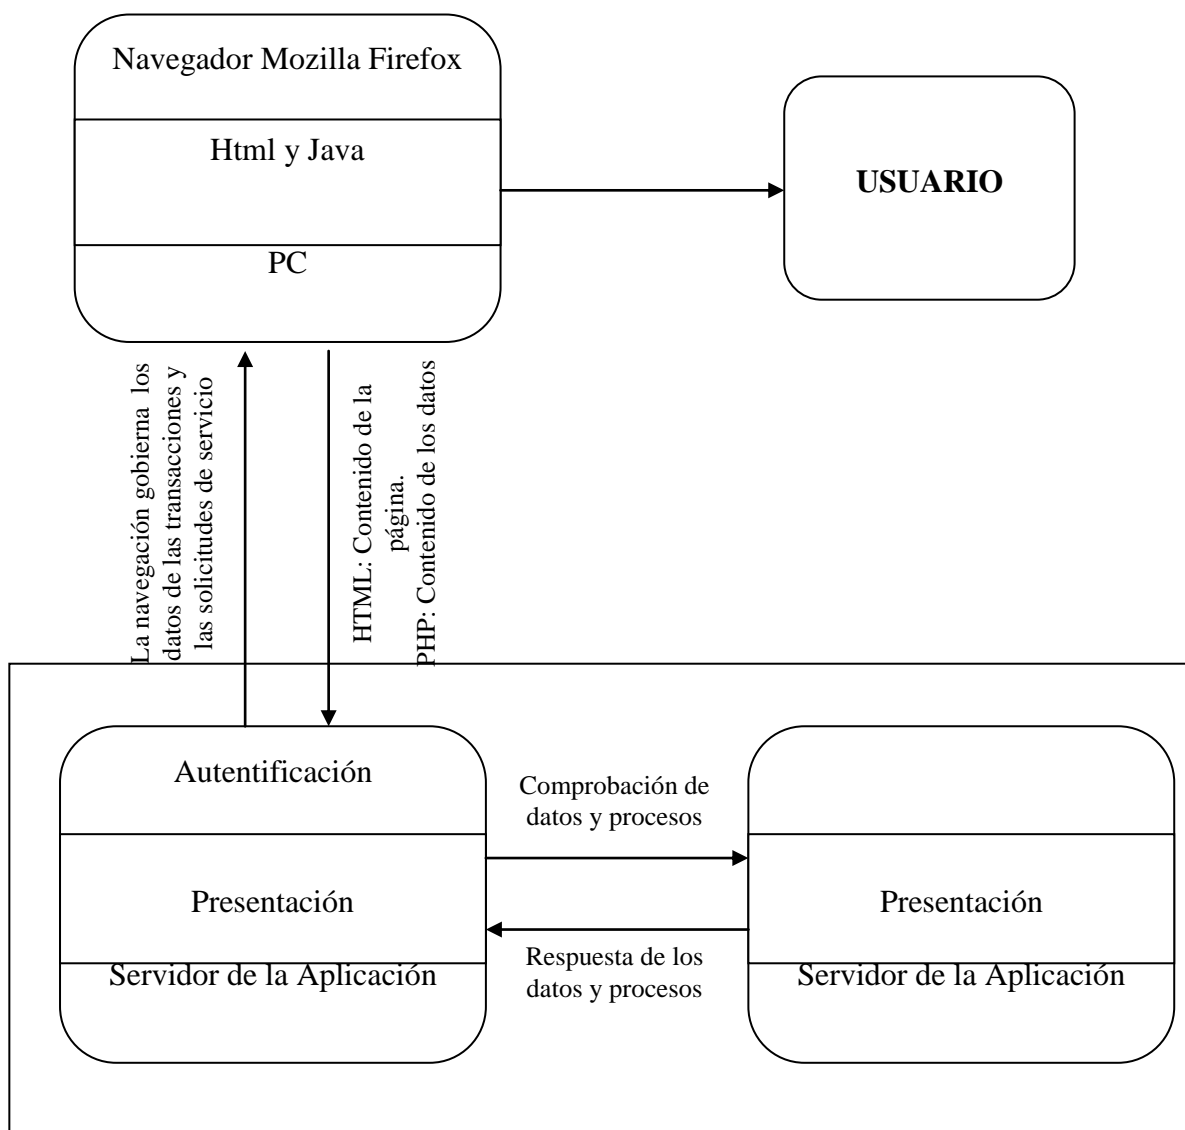 Navegador Mozilla Firefox
Html y Java
PC
USUARIO
La navegación gobierna los
datos de las transacciones y
las solicitudes de servicio
HTML: Contenido de la
página.
PHP: Contenido de los datos
Autentificación
Presentación
Servidor de la Aplicación
Comprobación de
datos y procesos
Respuesta de los
datos y procesos
Presentación
Servidor de la Aplicación